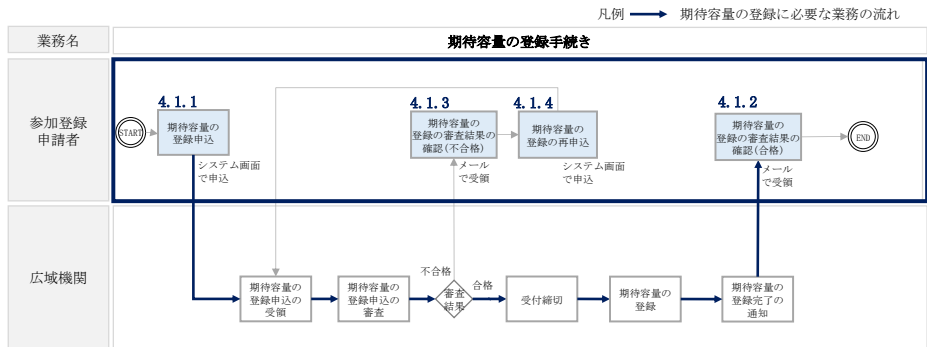 凡例 期待容量の登録に必要な業務の流れ
業務名
期待容量の登録手続き
参加登録
申請者
START
4.1.1
期待容量の
登録申込
システム画面
で申込
4.1.3
期待容量の
登録の審査結果の
確認(不合格)
メール
で受領
4.1.4
期待容量の
登録の再申込
システム画面
で申込
4.1.2
期待容量の
登録の審査結果の
確認(合格)
メール
で受領
END
広域機関
期待容量の
登録申込の
受領
期待容量の
登録申込の
審査
不合格
審査
結果
合格
受付締切
期待容量の
登録
期待容量の
登録完了の
通知